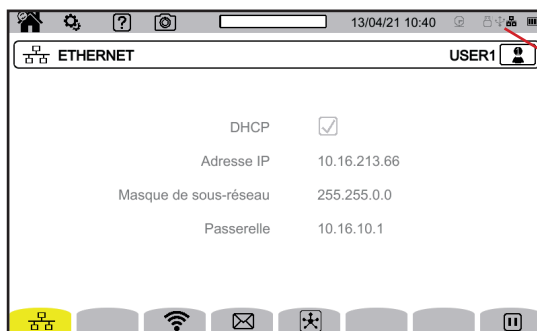 ? 13/04/21 10:40
ETHERNET USER1
DHCP
Adresse IP 10.16.213.66
Masque de sous-réseau 255.255.0.0
Passerelle 10.16.10.1